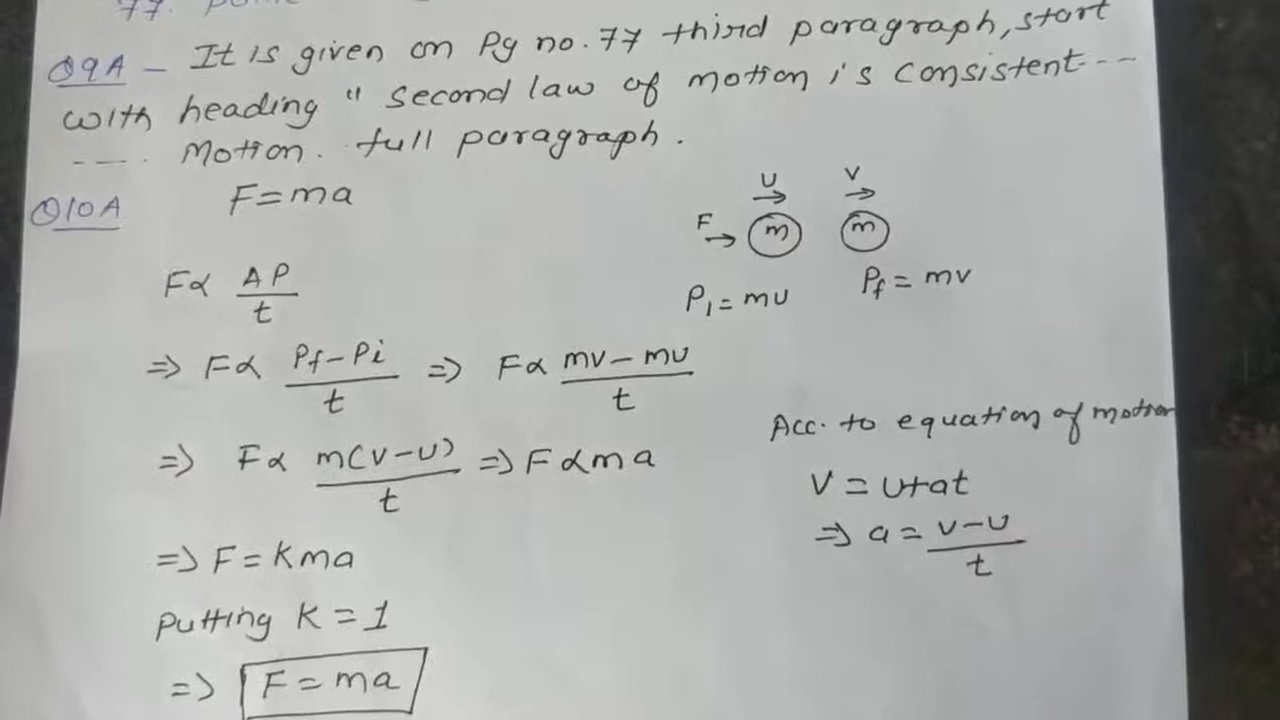 77.
Q9A – It is given on Pg no. 77 third paragraph, start
with heading " second law of motion is consistent ---
---- Motion. full paragraph.
Q10A F=ma
U V
F m m
F∝ ΔP/t
P₁ = mu Pf = mv
=> F∝ Pf-Pi/t => F∝ mv-mu/t
Acc. to equation of motion
=> F∝ m(v-u)/t => F∝ma
V = u+at
=> a = v-u/t
=> F = Kma
Putting K = 1
=> F = ma